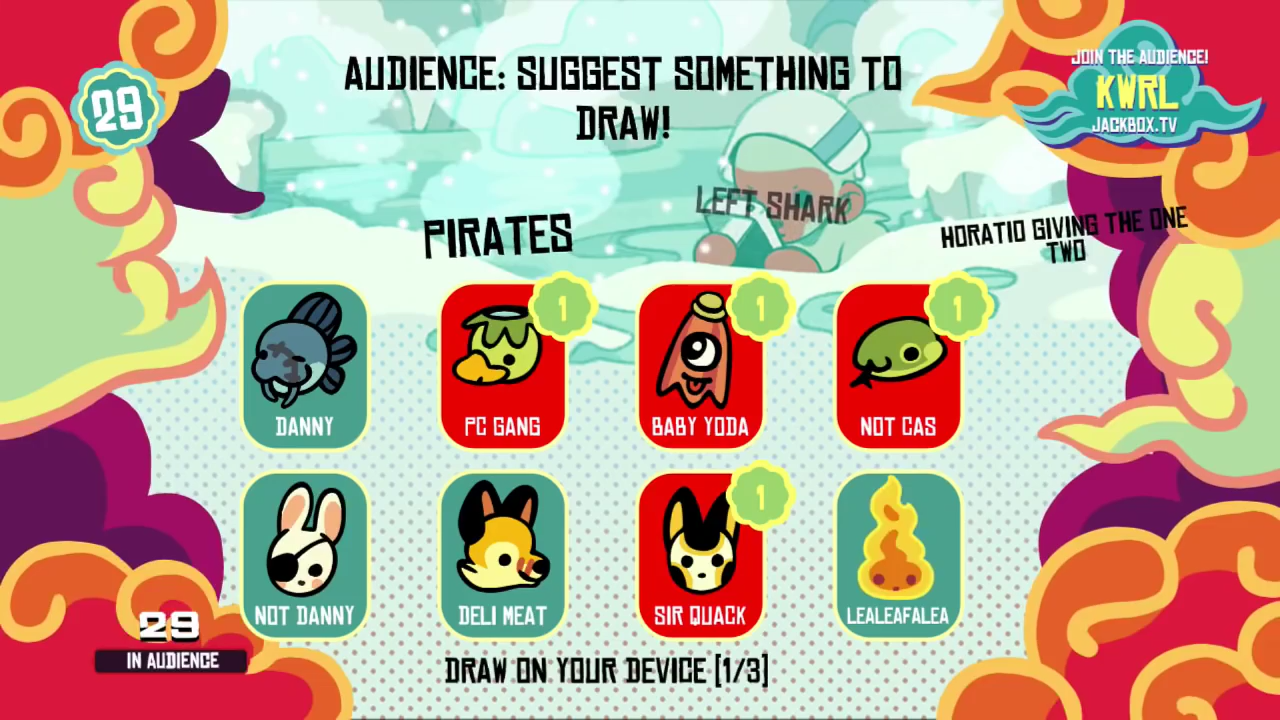 AUDIENCE: SUGGEST SOMETHING TO
DRAW!
29
JOIN THE AUDIENCE!
KWRL
JACKBOX.TV
PIRATES
LEFT SHARK
HORATIO GIVING THE ONE
TWO
1
1
1
DANNY
PC GANG
BABY YODA
NOT CAS
1
NOT DANNY
DELI MEAT
SIR QUACK
LEALEAFALEA
29
IN AUDIENCE
DRAW ON YOUR DEVICE [1/3]